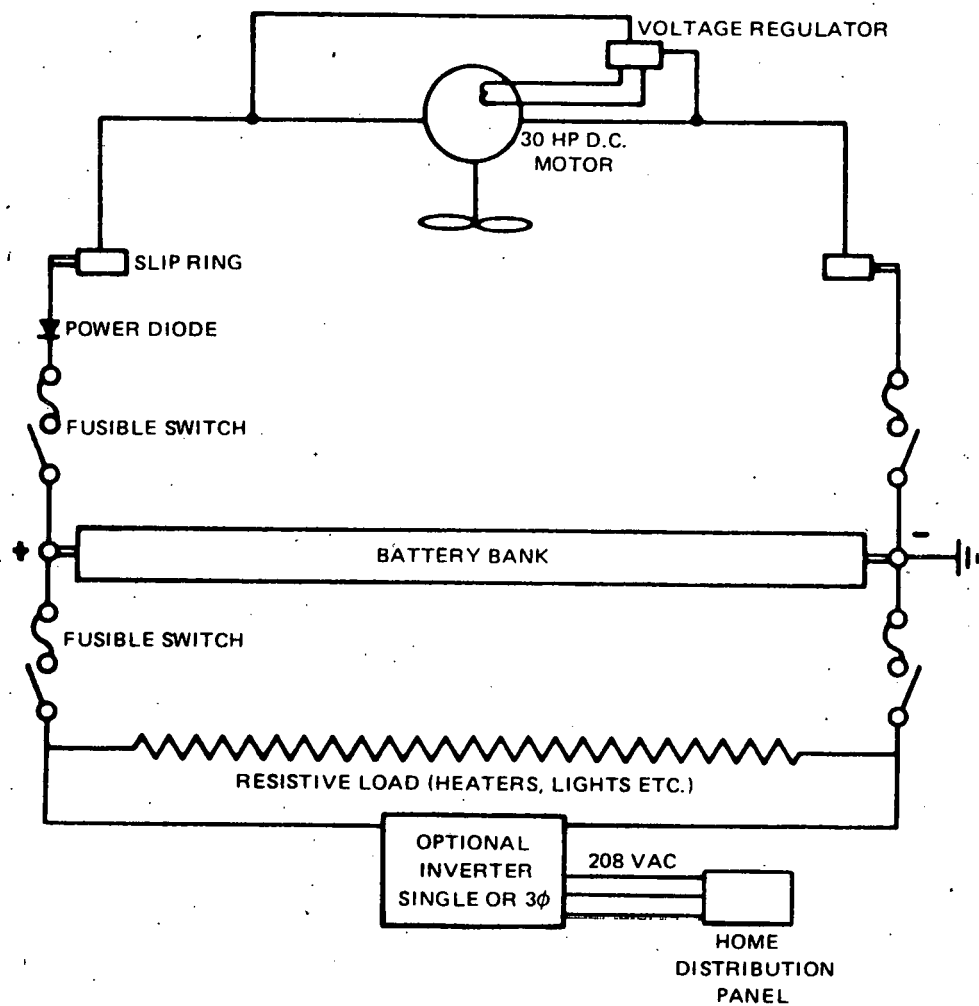 VOLTAGE REGULATOR
30 HP D.C.
MOTOR
SLIP RING
POWER DIODE
FUSIBLE SWITCH
+
-
BATTERY BANK
FUSIBLE SWITCH
RESISTIVE LOAD (HEATERS, LIGHTS ETC.)
OPTIONAL
INVERTER
SINGLE OR 3ϕ
208 VAC
HOME
DISTRIBUTION
PANEL